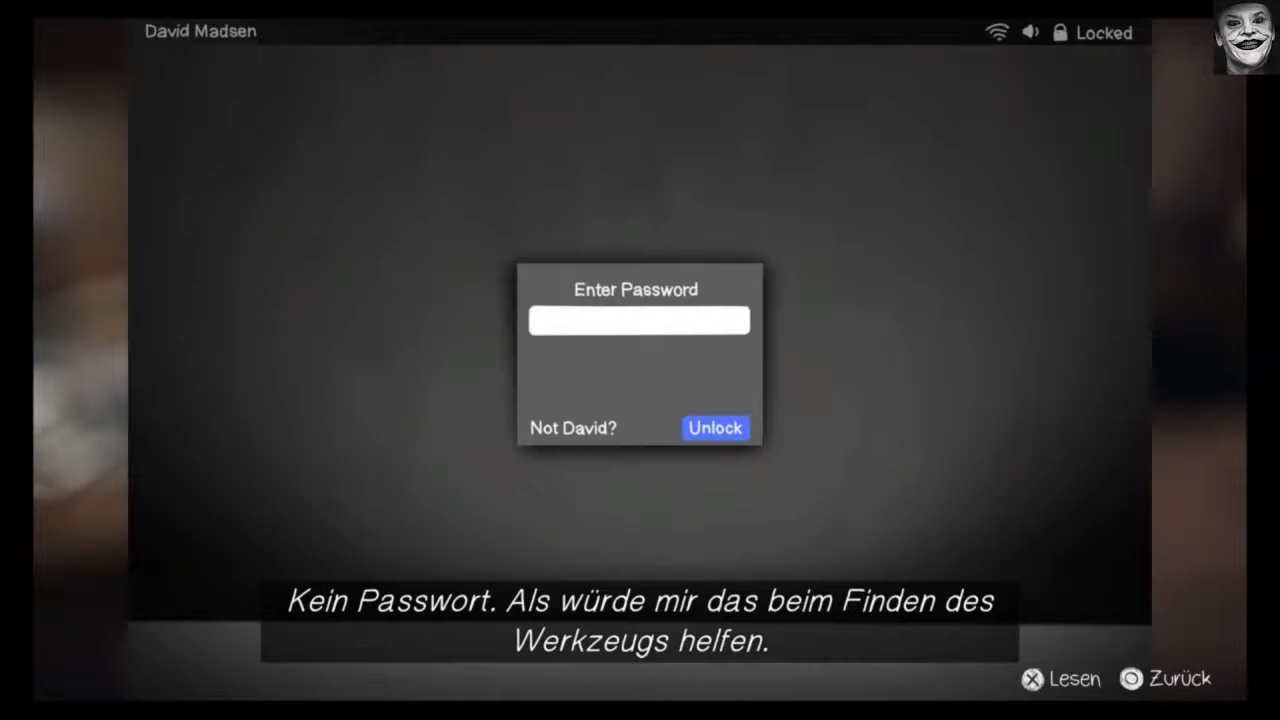 David Madsen
Locked
Enter Password
Not David?
Unlock
Kein Passwort. Als würde mir das beim Finden des
Werkzeugs helfen.
Lesen
Zurück